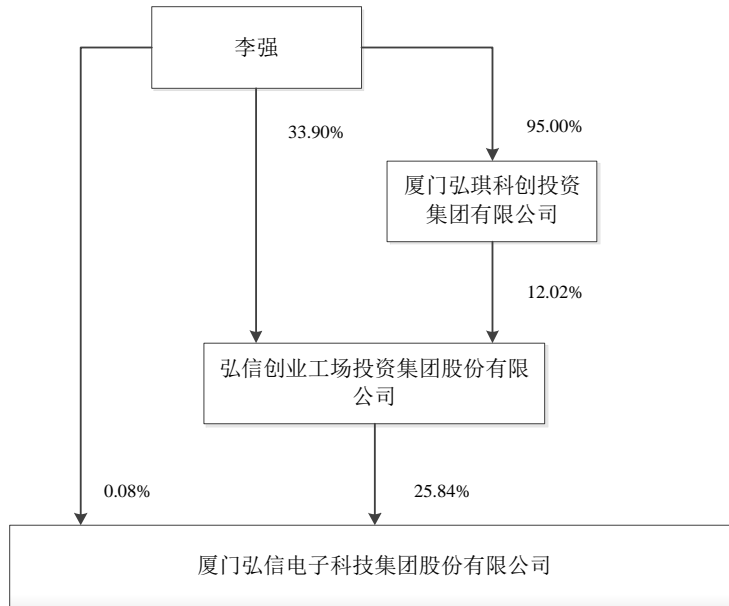 李强
33.90%
95.00%
厦门弘琪科创投资
集团有限公司
12.02%
弘信创业工场投资集团股份有限
公司
0.08%
25.84%
厦门弘信电子科技集团股份有限公司